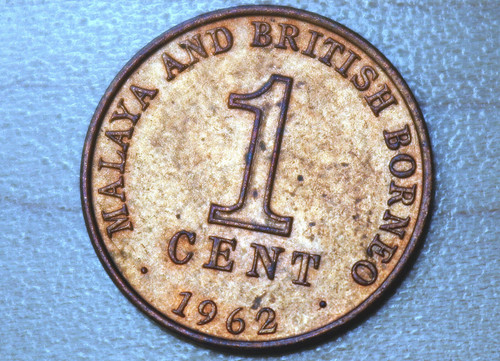 MALAYA AND BRITISH BORNEO
1
CENT
1962